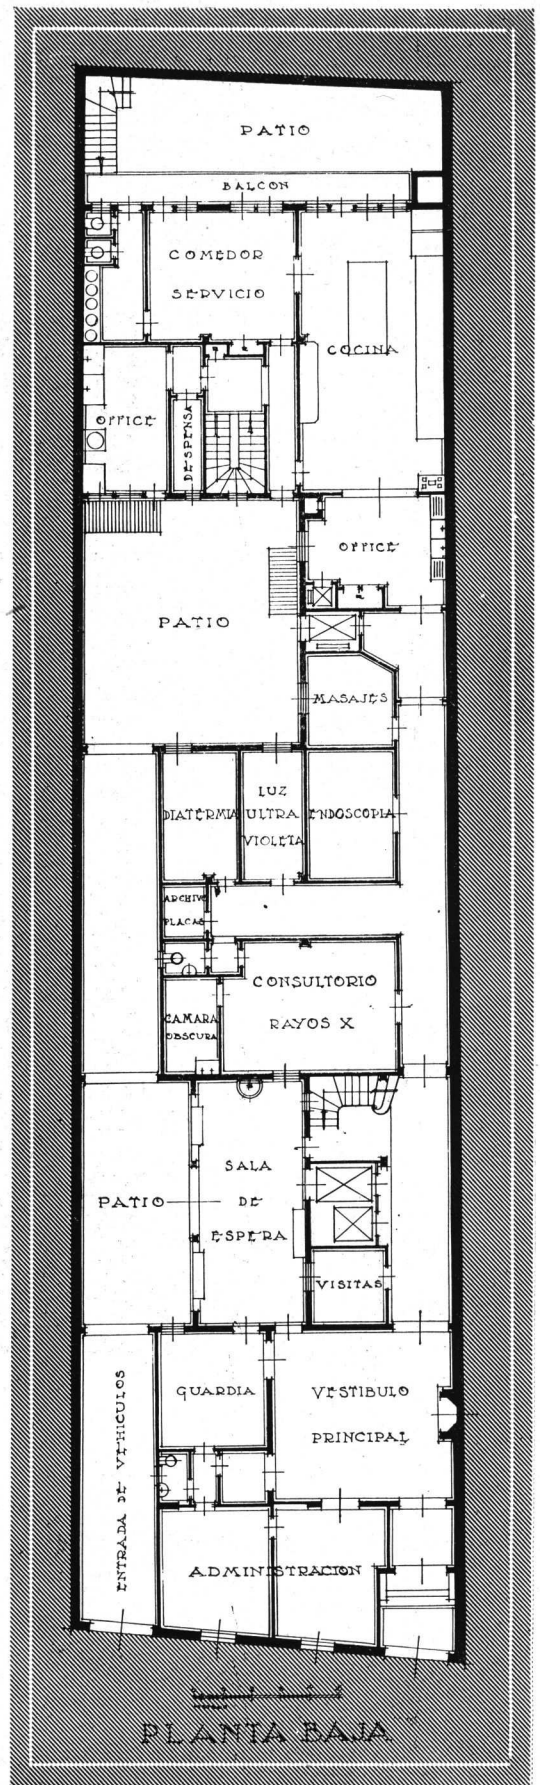 PATIO
BALCON
COMEDOR
SERVICIO
COCINA
OFFICE
DESPENSA
OFFICE
PATIO
MASAJES
DIATERMIA
LUZ
ULTRA
VIOLETA
ENDOSCOPIA
ARCHIVO
PLACAS
CONSULTORIO
RAYOS X
CAMARA
OBSCURA
SALA
DE
ESPERA
PATIO
VISITAS
GUARDIA
VESTIBULO
PRINCIPAL
ENTRADA DE VEHICULOS
ADMINISTRACION
PLANTA BAJA